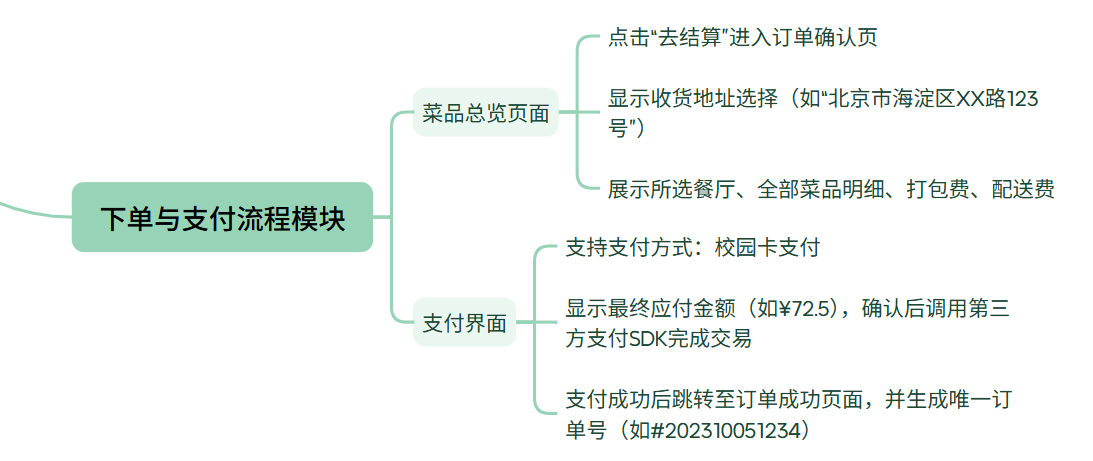 下单与支付流程模块
菜品总览页面
点击“去结算”进入订单确认页
显示收货地址选择（如“北京市海淀区XX路123
号”）
展示所选餐厅、全部菜品明细、打包费、配送费
支付界面
支持支付方式：校园卡支付
显示最终应付金额（如¥72.5），确认后调用第三
方支付SDK完成交易
支付成功后跳转至订单成功页面，并生成唯一订
单号（如#202310051234）